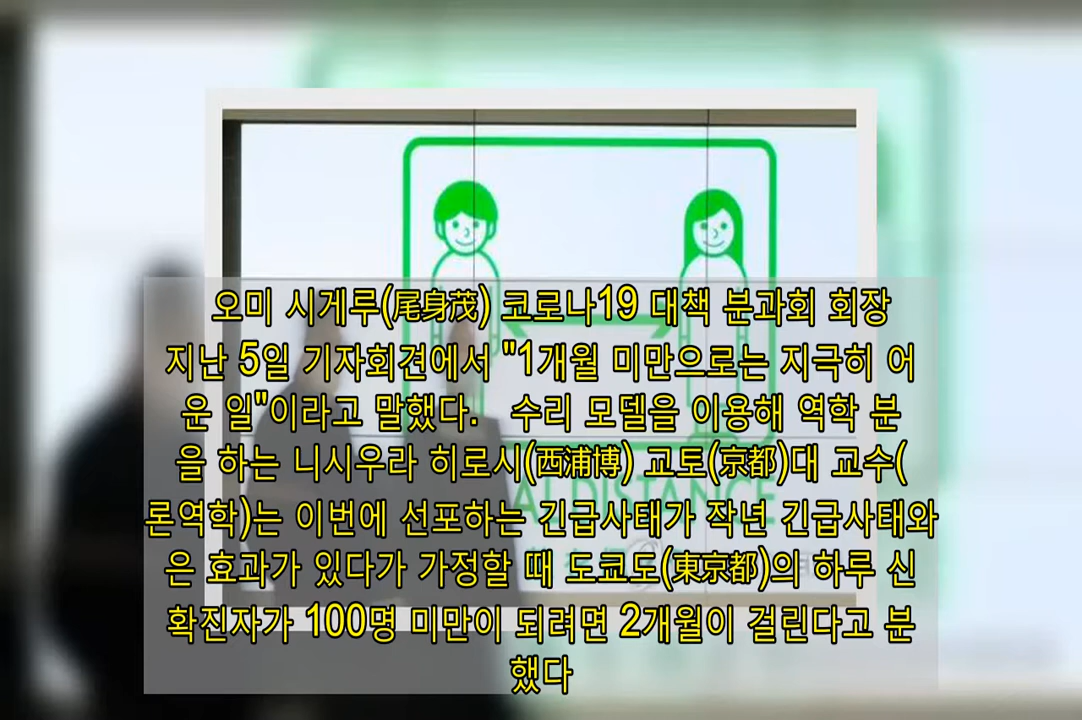 오미 시게루(尾身茂) 코로나19 대책 분과회 회장
지난 5일 기자회견에서 "1개월 미만으로는 지극히 어
운 일"이라고 말했다. 수리 모델을 이용해 역학 분
을 하는 니시우라 히로시(西浦博) 교토(京都)대 교수(
론역학)는 이번에 선포하는 긴급사태가 작년 긴급사태와
은 효과가 있다가 가정할 때 도쿄도(東京都)의 하루 신
확진자가 100명 미만이 되려면 2개월이 걸린다고 분
했다
AL DISTANCE